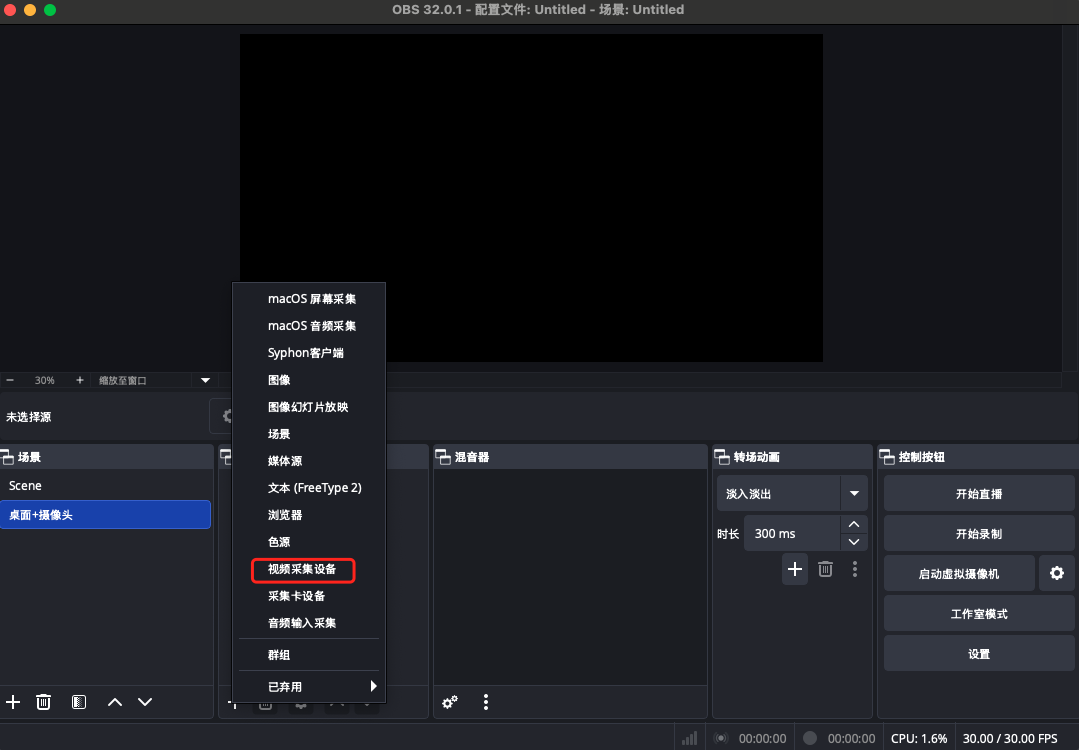 OBS 32.0.1 - 配置文件: Untitled - 场景: Untitled
macOS 屏幕采集
macOS 音频采集
Syphon客户端
图像
图像幻灯片放映
场景
媒体源
文本 (FreeType 2)
浏览器
色源
视频采集设备
采集卡设备
音频输入采集
群组
已弃用
30%
缩放至窗口
未选择源
场景
Scene
桌面+摄像头
混音器
转场动画
淡入淡出
时长
300 ms
控制按钮
开始直播
开始录制
启动虚拟摄像机
工作室模式
设置
00:00:00
00:00:00
CPU: 1.6%
30.00 / 30.00 FPS